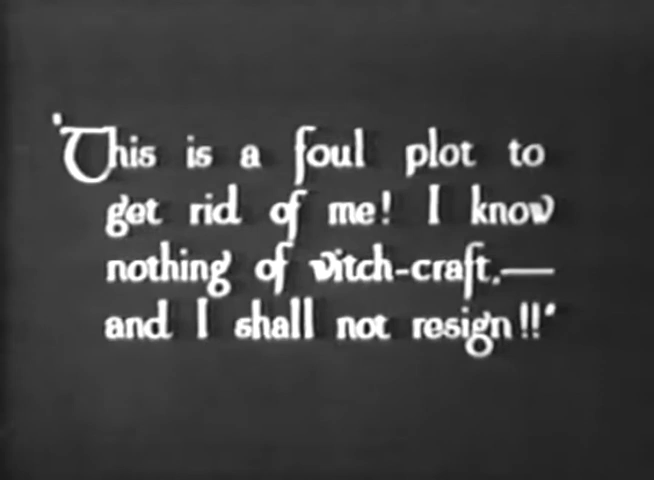 'This is a foul plot to
get rid of me! I know
nothing of witch-craft.—
and I shall not resign!!'